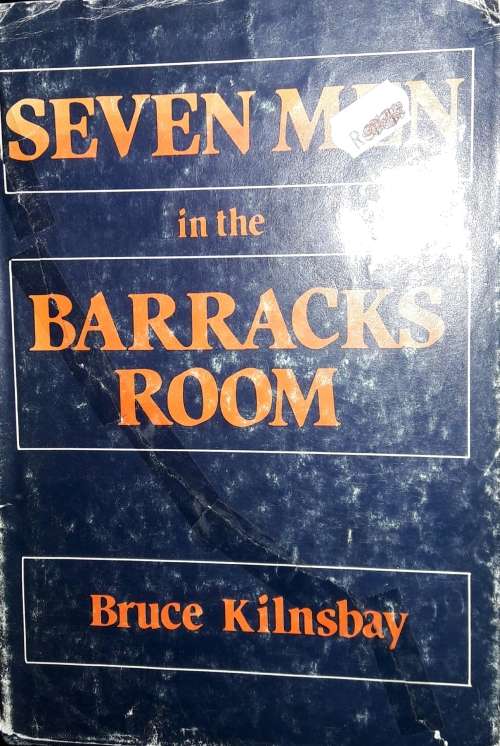 SEVEN MEN
in the
BARRACKS
ROOM
Bruce Kilnsbay